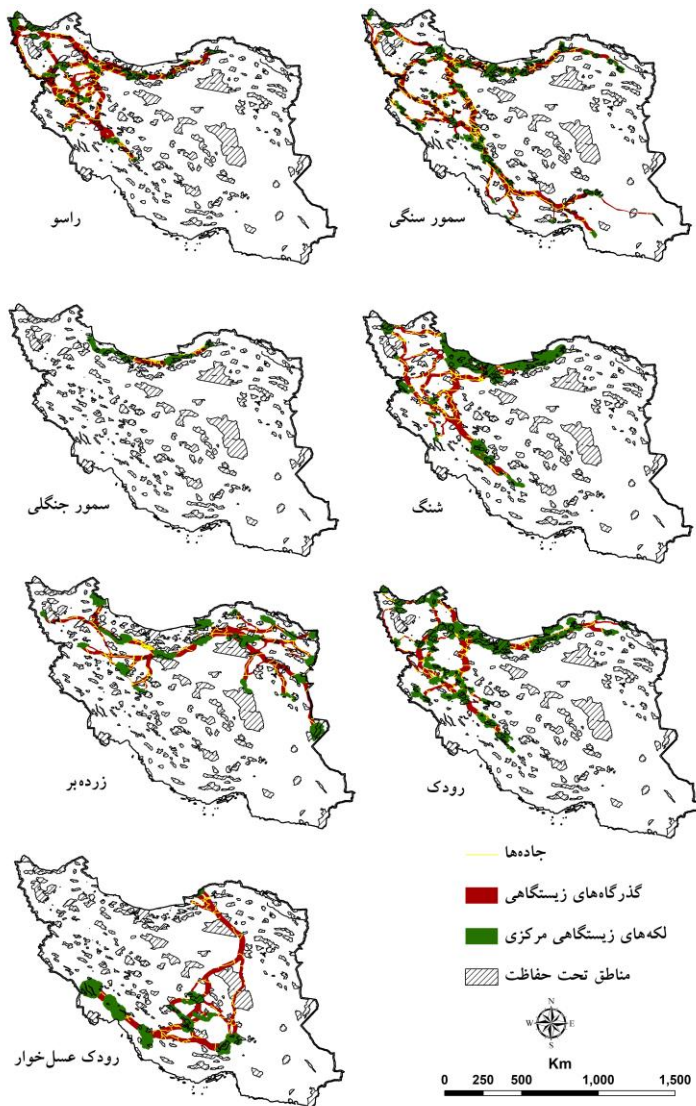 راسو
سمور سنگی
سمور جنگلی
شنگ
زرده‌بر
رودک
رودک عسل‌خوار
جاده‌ها
گذرگاه‌های زیستگاهی
لکه‌های زیستگاهی مرکزی
مناطق تحت حفاظت
N
W E
S
Km
0 250 500 1,000 1,500